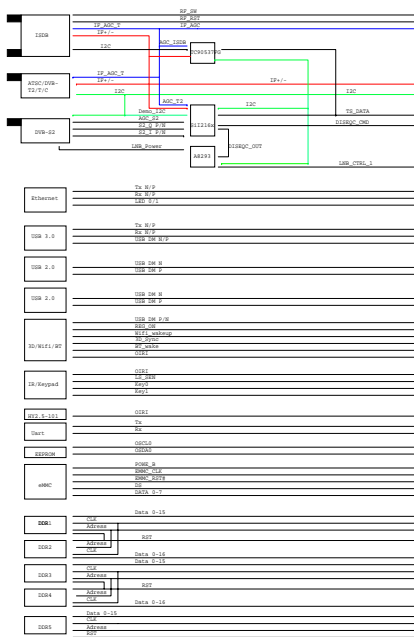 RF_SW
RF_RST
ISDB
IF_AGC_T
IF_AGC
IF+/-
AGC_ISDB
I2C
TC90537FG
ATSC/DVB-T2/T/C
IF_AGC_T
IF+/-
IF+/-
I2C
I2C
AGC_T2
I2C
Demo_I2C
TS_DATA
AGC_S2
DISEQC_CMD
DVB-S2
S2_Q P/N
S2_I P/N
SII216x
DISEQC_OUT
LNB_Power
A8293
LNB_CTRL_1
Ethernet
Tx N/P
Rx N/P
LED 0/1
USB 3.0
Tx N/P
Rx N/P
USB DM N/P
USB 2.0
USB DM N
USB DM P
USB 2.0
USB DM N
USB DM P
3D/Wifi/BT
USB DM P/N
REG_ON
Wifi_wakeup
3D_Sync
BT_wake
OIRI
IR/Keypad
OIRI
LS_SEN
Key0
Key1
HY2.5-101
OIRI
Uart
Tx
Rx
EEPROM
OSCL0
OSDA0
eMMC
POWE_B
EMMC_CLK
EMMC_RST#
DS
DATA 0-7
DDR1
Data 0-15
CLK
Adress
RST
DDR2
Adress
CLK
Data 0-16
Data 0-15
DDR3
CLK
Adress
RST
DDR4
Adress
CLK
Data 0-16
DDR5
Data 0-15
CLK
Adress
RST